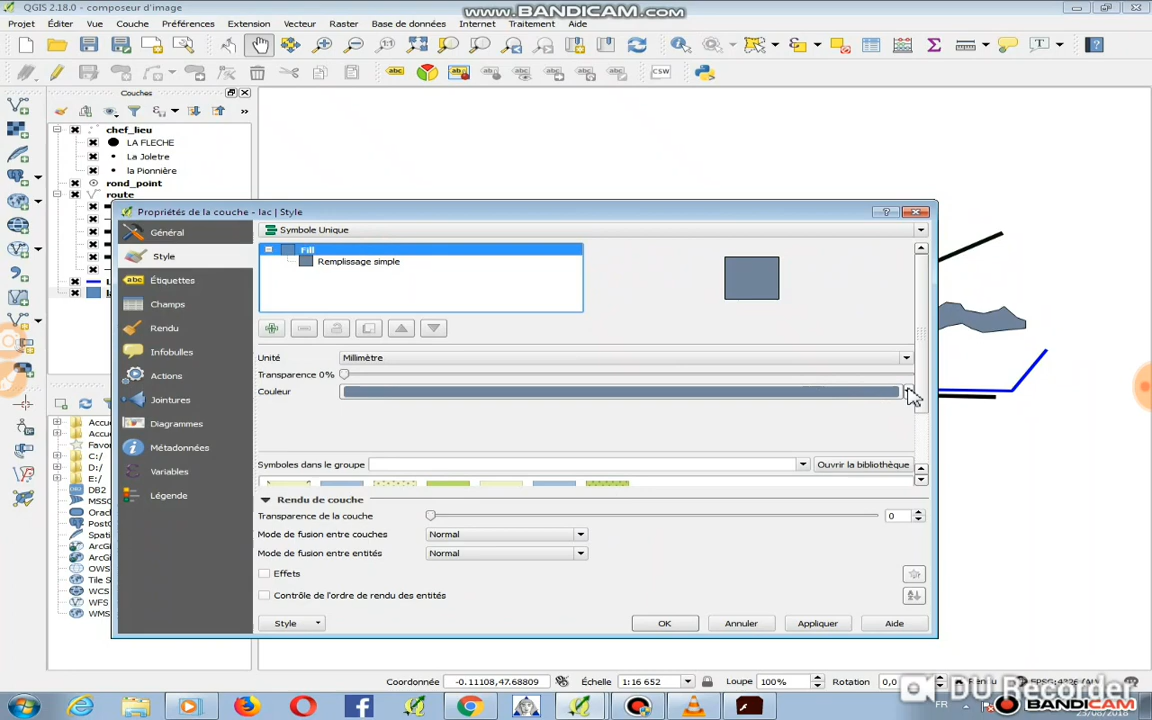 QGIS 2.18.0 - composeur d'image
www.BANDICAM.com
Projet Éditer Vue Couche Préférences Extension Vecteur Raster Base de données Internet Traitement Aide
Couches
chef_lieu
LA FLECHE
La Joletre
la Pionnière
rond_point
route
Propriétés de la couche - lac | Style
Général
Style
Étiquettes
Champs
Rendu
Infobulles
Actions
Jointures
Diagrammes
Métadonnées
Variables
Légende
Symbole Unique
Fill
Remplissage simple
Unité Millimètre
Transparence 0%
Couleur
Symboles dans le groupe Ouvrir la bibliothèque
Rendu de couche
Transparence de la couche 0
Mode de fusion entre couches Normal
Mode de fusion entre entités Normal
Effets
Contrôle de l'ordre de rendu des entités
Style OK Annuler Appliquer Aide
C:/
D:/
E:/
DB2
WCS
WFS
Coordonnée -0.11108,47.68809 Échelle 1:16 652 Loupe 100% Rotation 0,0
DU Recorder
FR
BANDICAM